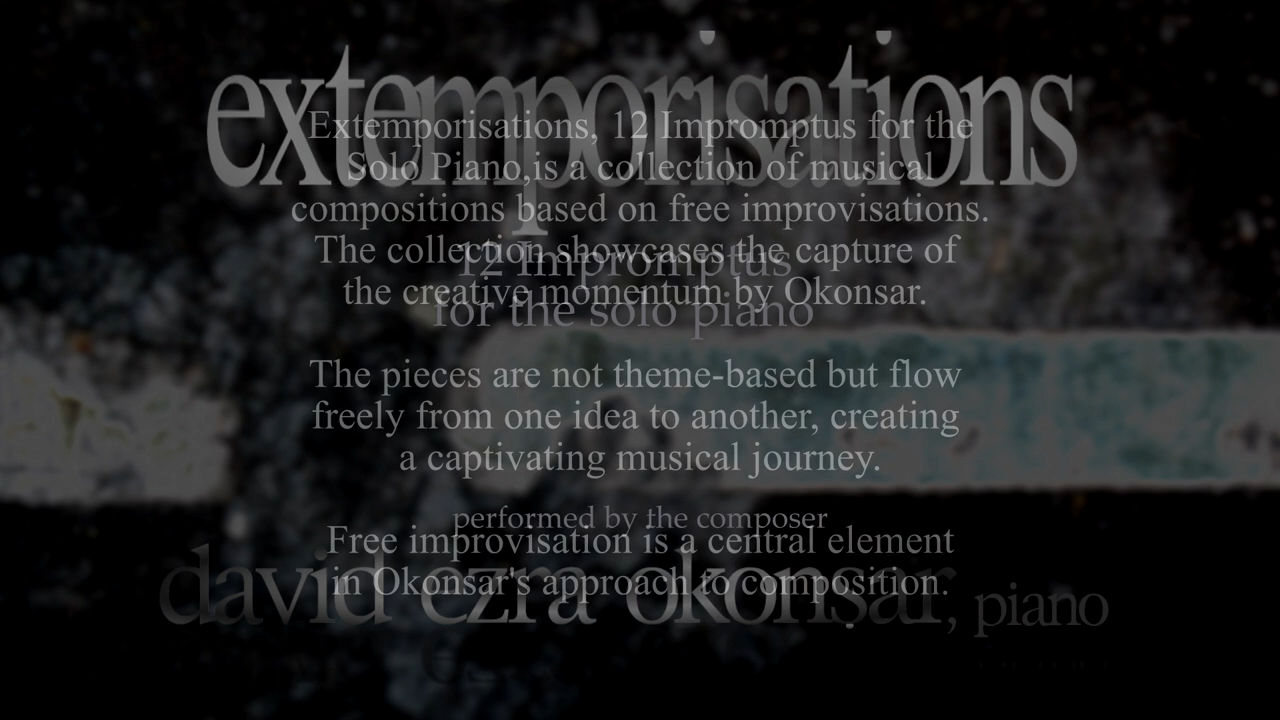 extemporisations
Extemporisations, 12 Impromptus for the
Solo Piano,is a collection of musical
compositions based on free improvisations.
The collection showcases the capture of
the creative momentum by Okonsar.
12 Impromptus
for the solo piano
The pieces are not theme-based but flow
freely from one idea to another, creating
a captivating musical journey.
performed by the composer
Free improvisation is a central element
in Okonsar's approach to composition.
david ezra okonsar, piano